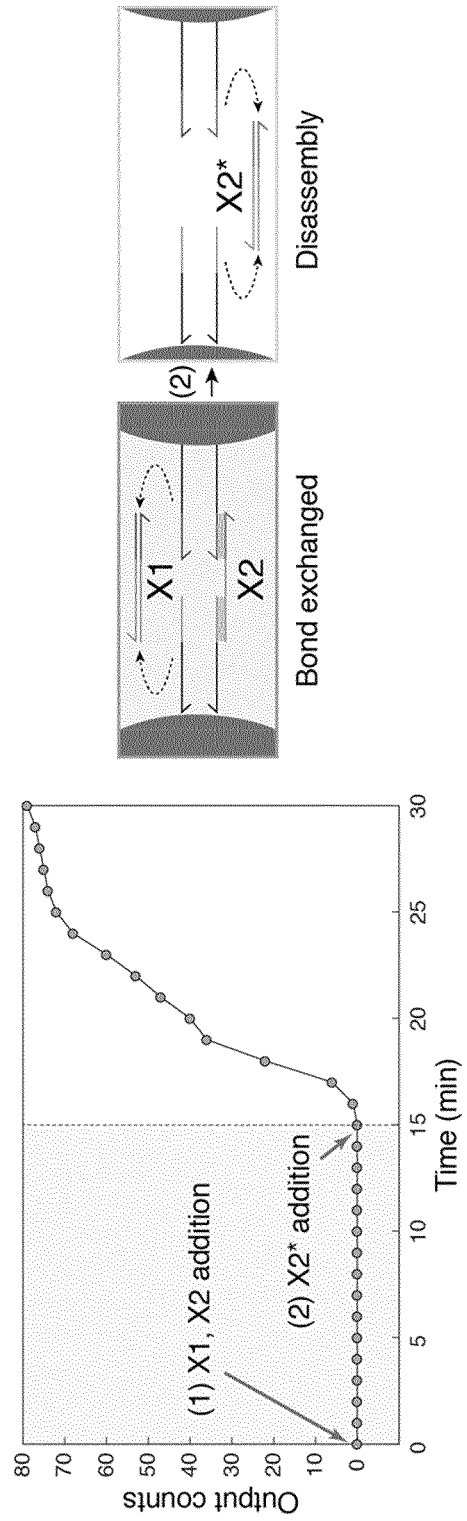 Output counts
80
70
60
50
40
30
20
10
0
(1) X1, X2 addition
(2) X2* addition
0
5
10
15
20
25
30
Time (min)
X1
X2
Bond exchanged
(2)
X2*
Disassembly